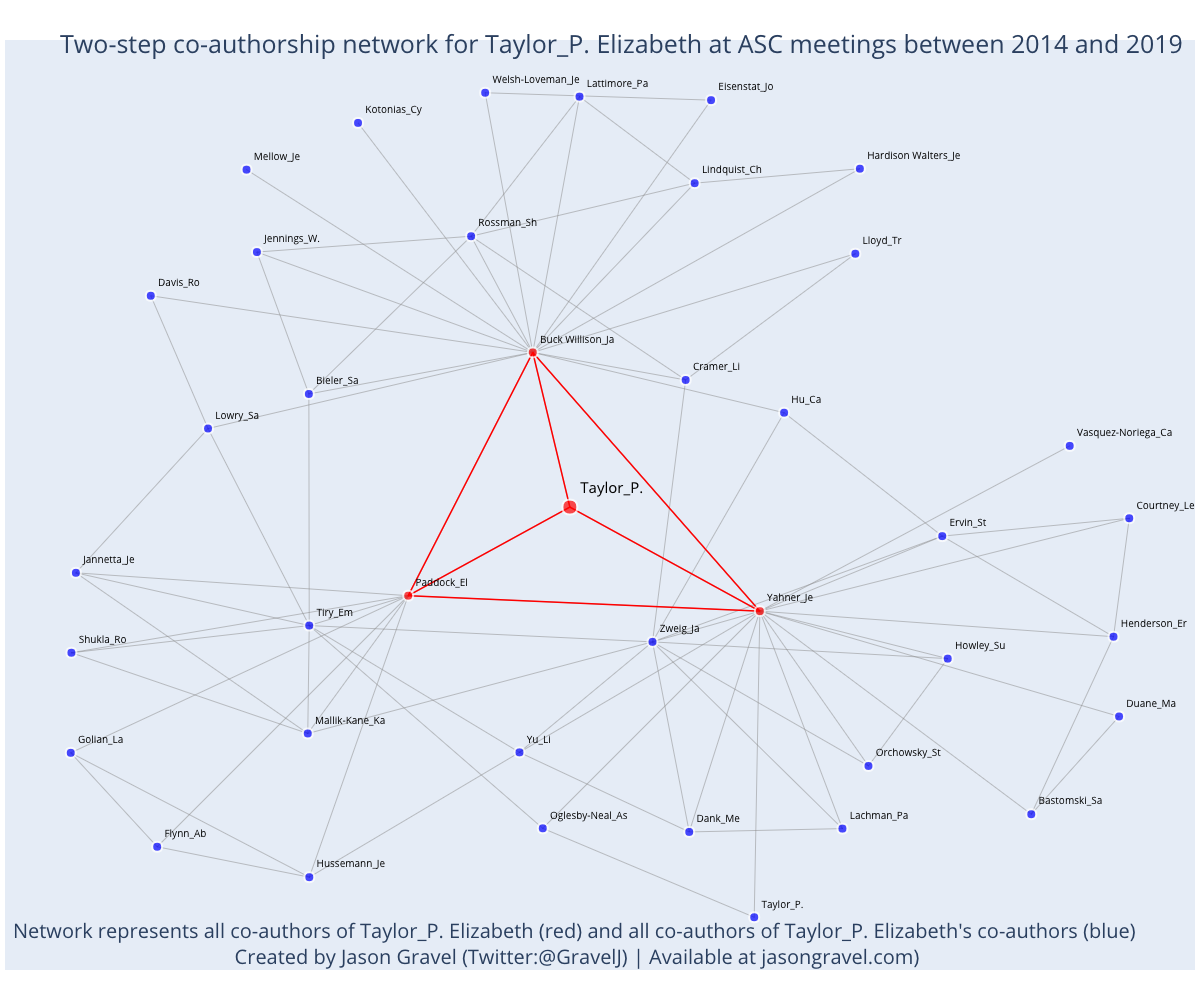 Two-step co-authorship network for Taylor_P. Elizabeth at ASC meetings between 2014 and 2019
Welsh-Loveman_Je
Lattimore_Pa
Eisenstat_Jo
Kotonias_Cy
Mellow_Je
Hardison Walters_Je
Lindquist_Ch
Rossman_Sh
Jennings_W.
Lloyd_Tr
Davis_Ro
Buck Willison_Ja
Cramer_Li
Bieler_Sa
Hu_Ca
Lowry_Sa
Vasquez-Noriega_Ca
Taylor_P.
Courtney_Le
Ervin_St
Jannetta_Je
Paddock_El
Yahner_Je
Tiry_Em
Zweig_Ja
Henderson_Er
Shukla_Ro
Howley_Su
Duane_Ma
Mallik-Kane_Ka
Golian_La
Yu_Li
Orchowsky_St
Bastomski_Sa
Oglesby-Neal_As
Dank_Me
Lachman_Pa
Flynn_Ab
Hussemann_Je
Taylor_P.
Network represents all co-authors of Taylor_P. Elizabeth (red) and all co-authors of Taylor_P. Elizabeth's co-authors (blue)
Created by Jason Gravel (Twitter:@GravelJ) | Available at jasongravel.com)